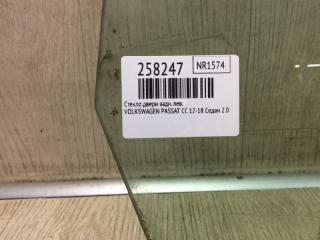 258247
NR1574
Стекло двери задн. лев.
VOLKSWAGEN PASSAT CC 12-18 Седан 2.0